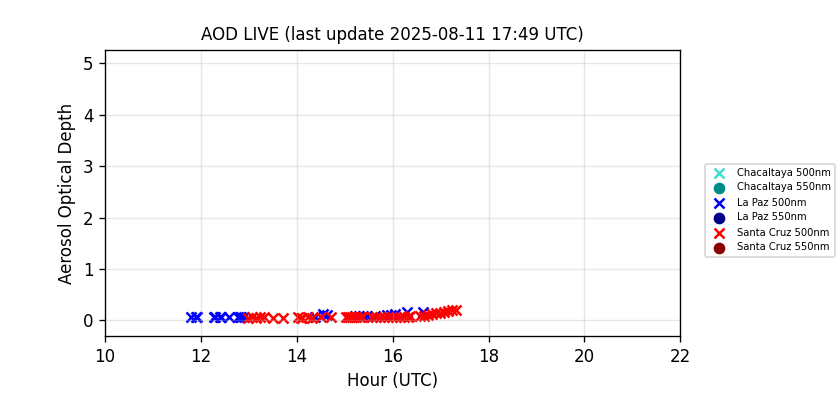 AOD LIVE (last update 2025-08-11 17:49 UTC)
Aerosol Optical Depth
5
4
3
2
1
0
10 12 14 16 18 20 22
Hour (UTC)
Chacaltaya 500nm
Chacaltaya 550nm
La Paz 500nm
La Paz 550nm
Santa Cruz 500nm
Santa Cruz 550nm